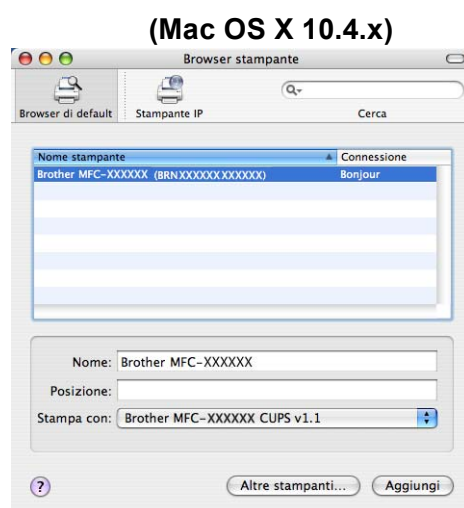 (Mac OS X 10.4.x)
Browser stampante
Browser di default
Stampante IP
Cerca
Nome stampante
Connessione
Brother MFC-XXXXXX (BRNXXXXXXXXXXXX)
Bonjour
Nome: Brother MFC-XXXXXX
Posizione:
Stampa con: Brother MFC-XXXXXX CUPS v1.1
?
Altre stampanti...
Aggiungi